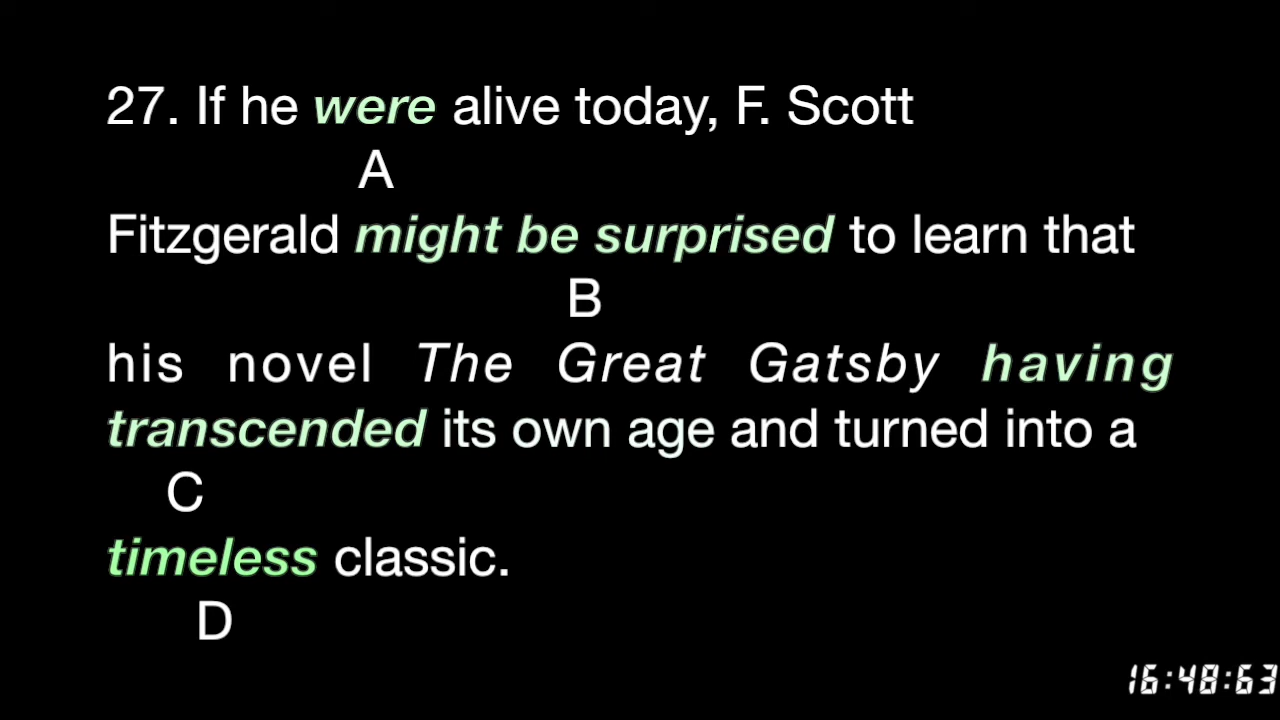 27. If he were alive today, F. Scott
A
Fitzgerald might be surprised to learn that
B
his novel The Great Gatsby having
transcended its own age and turned into a
C
timeless classic.
D
16:48:63